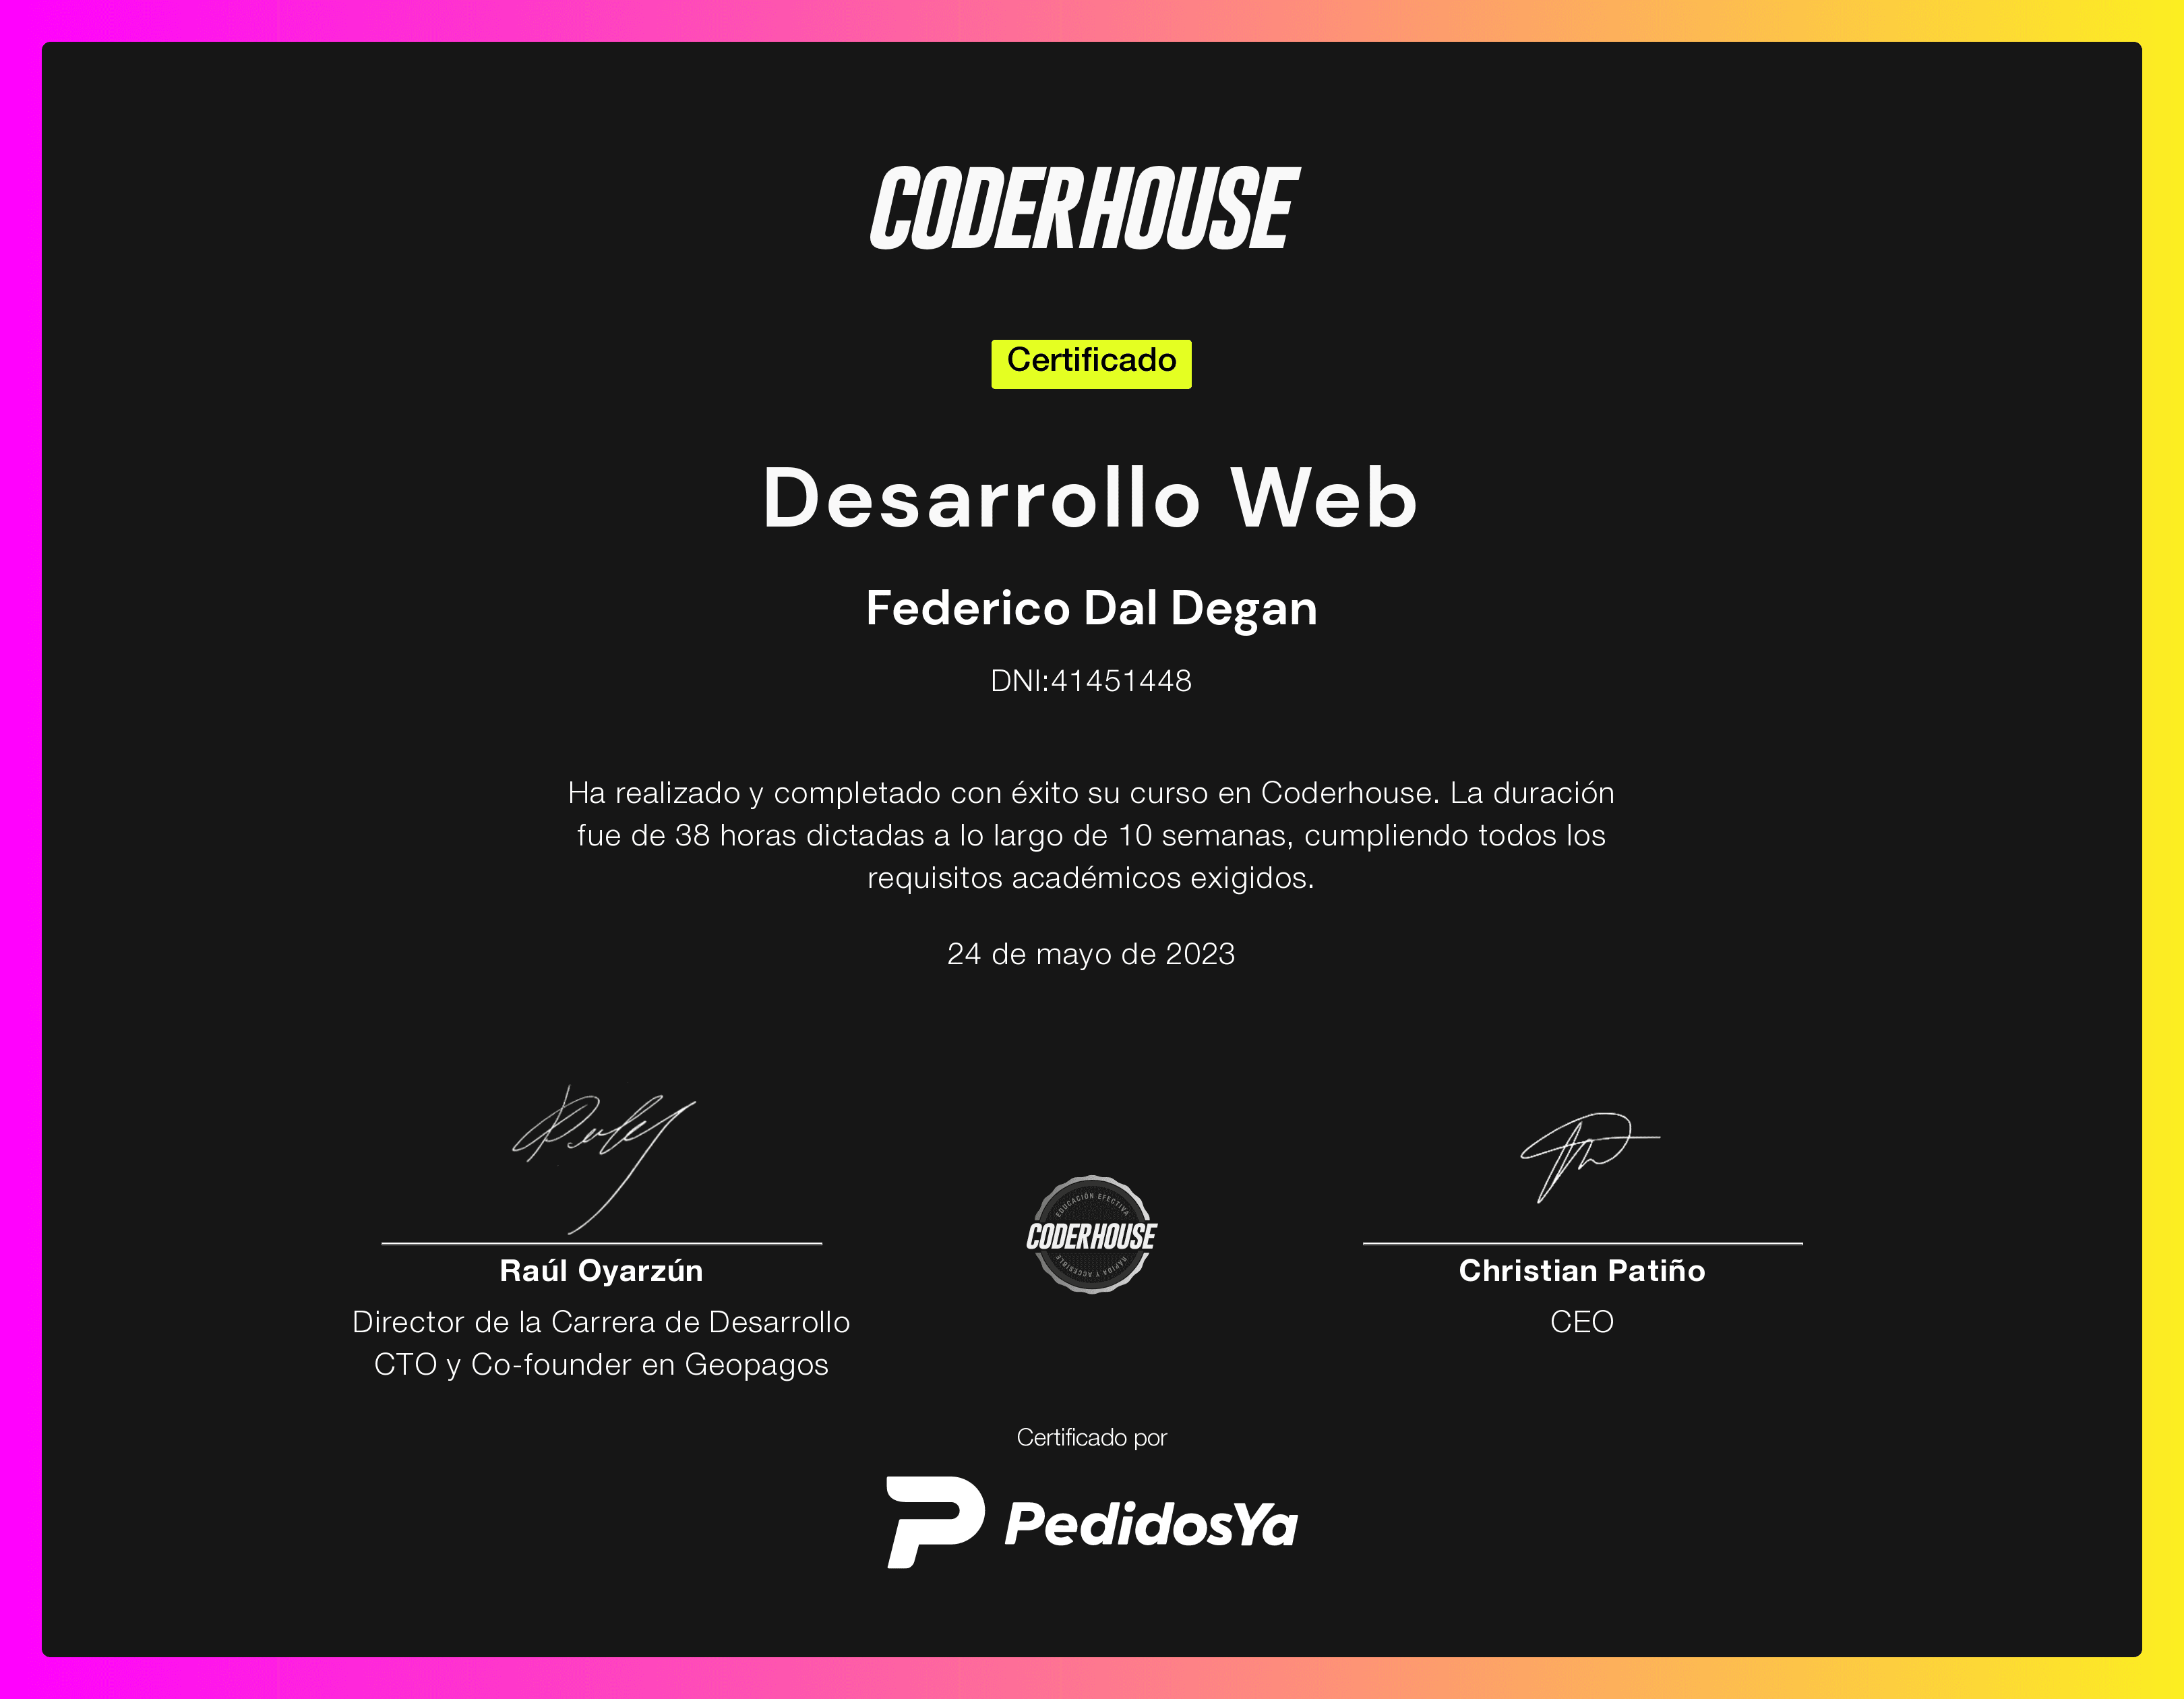 CODERHOUSE
Certificado
Desarrollo Web
Federico Dal Degan
DNI:41451448
Ha realizado y completado con éxito su curso en Coderhouse. La duración
fue de 38 horas dictadas a lo largo de 10 semanas, cumpliendo todos los
requisitos académicos exigidos.
24 de mayo de 2023
Raúl Oyarzún
Director de la Carrera de Desarrollo
CTO y Co-founder en Geopagos
EDUCACIÓN EFECTIVA
CODERHOUSE
RÁPIDA Y ACCESIBLE
Christian Patiño
CEO
Certificado por
PedidosYa